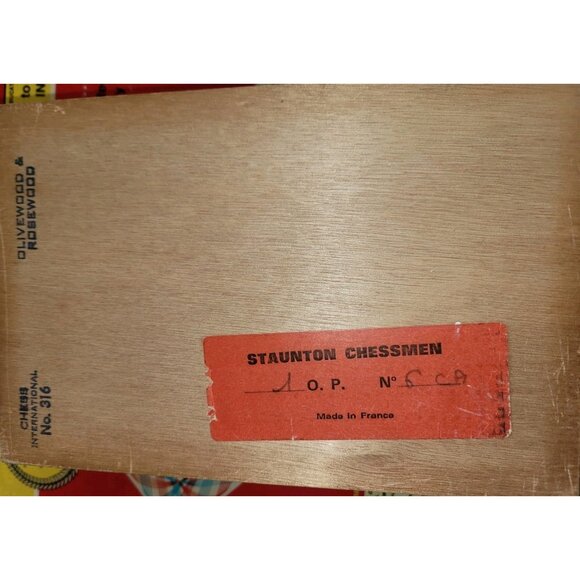 OLIVEWOOD &
ROSEWOOD
CHESS
INTERNATIONAL
No. 316
STAUNTON CHESSMEN
1 O. P. N° 6 CA
Made in France